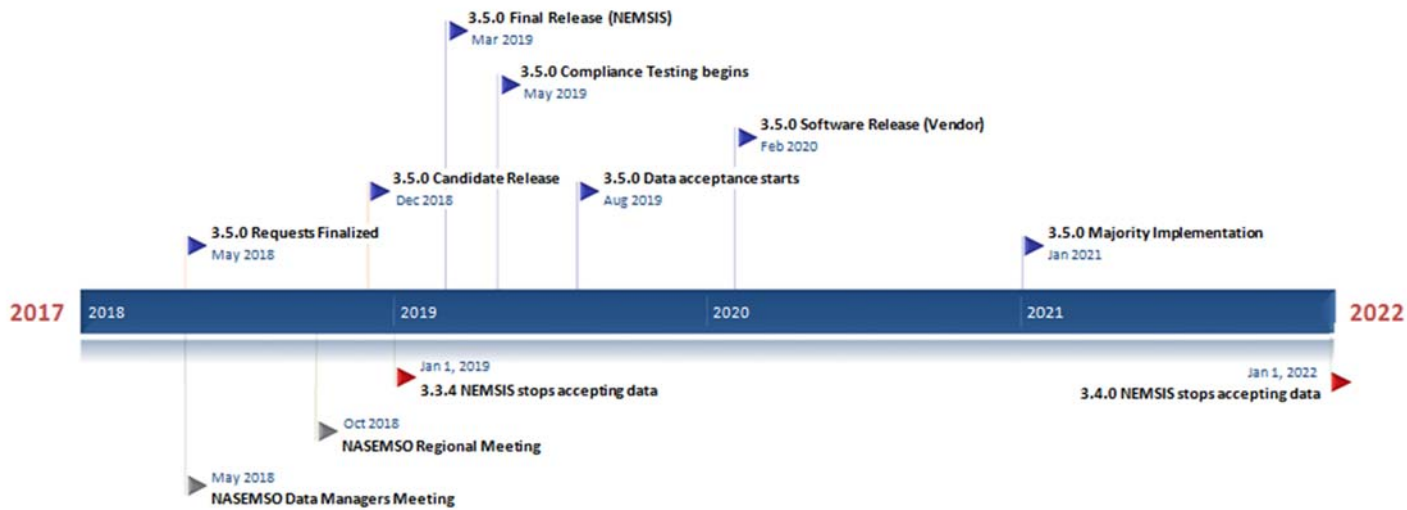 3.5.0 Final Release (NEMSIS)
Mar 2019
3.5.0 Compliance Testing begins
May 2019
3.5.0 Software Release (Vendor)
Feb 2020
3.5.0 Candidate Release
Dec 2018
3.5.0 Data acceptance starts
Aug 2019
3.5.0 Requests Finalized
May 2018
3.5.0 Majority Implementation
Jan 2021
2017
2018
2019
2020
2021
2022
Jan 1, 2019
3.3.4 NEMSIS stops accepting data
Jan 1, 2022
3.4.0 NEMSIS stops accepting data
Oct 2018
NASEMSO Regional Meeting
May 2018
NASEMSO Data Managers Meeting